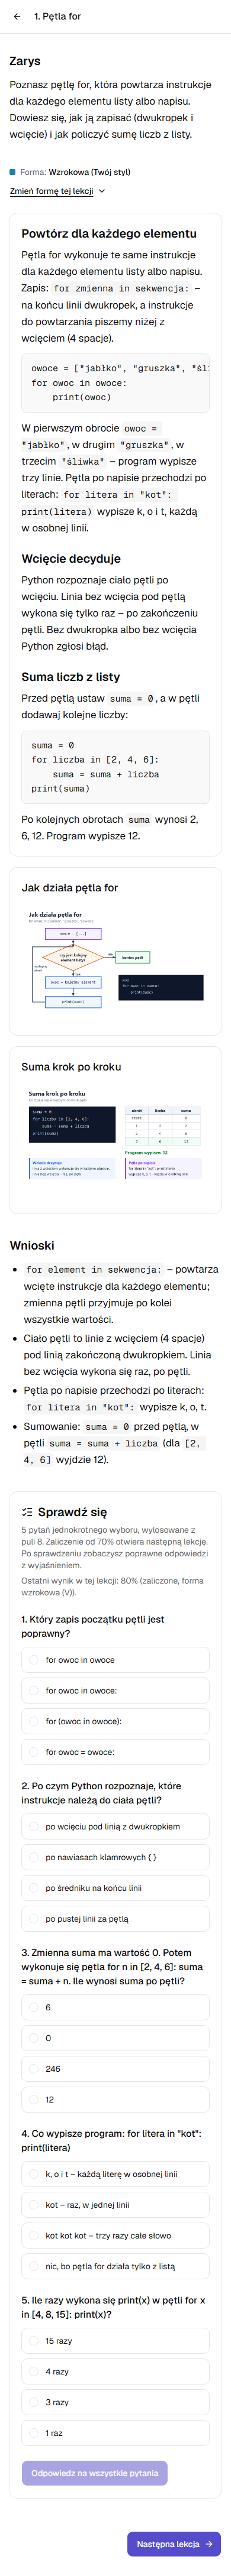 1. Pętla for
Zarys
Poznasz pętlę for, która powtarza instrukcje
dla każdego elementu listy albo napisu.
Dowiesz się, jak ją zapisać (dwukropek i
wcięcie) i jak policzyć sumę liczb z listy.
Forma: Wzrokowa (Twój styl)
Zmień formę tej lekcji
Powtórz dla każdego elementu
Pętla for wykonuje te same instrukcje
dla każdego elementu listy albo napisu.
Zapis: for zmienna in sekwencja: –
na końcu linii dwukropek, a instrukcje
do powtarzania piszemy niżej z
wcięciem (4 spacje).
owoce = ["jabłko", "gruszka", "śli
for owoc in owoce:
print(owoc)
W pierwszym obrocie owoc =
"jabłko", w drugim "gruszka", w
trzecim "śliwka" – program wypisze
trzy linie. Pętla po napisie przechodzi po
literach: for litera in "kot":
print(litera) wypisze k, o i t, każdą
w osobnej linii.
Wcięcie decyduje
Python rozpoznaje ciało pętli po
wcięciu. Linia bez wcięcia pod pętlą
wykona się tylko raz – po zakończeniu
pętli. Bez dwukropka albo bez wcięcia
Python zgłosi błąd.
Suma liczb z listy
Przed pętlą ustaw suma = 0, a w pętli
dodawaj kolejne liczby:
suma = 0
for liczba in [2, 4, 6]:
suma = suma + liczba
print(suma)
Po kolejnych obrotach suma wynosi 2,
6, 12. Program wypisze 12.
Jak działa pętla for
Jak działa pętla for
owoce - [...]
czy jest kolejny
element listy?
koniec pętli
owoc = kolejny element
print(owoc)
Suma krok po kroku
Suma krok po kroku
suma = 0
for liczba in [2, 4, 6]:
suma = suma + liczba
print(suma)
obrót liczba suma
start – 0
1 2 2
2 4 6
3 6 12
Program wypisze: 12
Wcięcie decyduje
Pętla po napisie
Wnioski
for element in sekwencja: – powtarza
wcięte instrukcje dla każdego elementu;
zmienna pętli przyjmuje po kolei
wszystkie wartości.
Ciało pętli to linie z wcięciem (4 spacje)
pod linią zakończoną dwukropkiem. Linia
bez wcięcia wykona się raz, po pętli.
Pętla po napisie przechodzi po literach:
for litera in "kot": wypisze k, o, t.
Sumowanie: suma = 0 przed pętlą, w
pętli suma = suma + liczba (dla [2,
4, 6] wyjdzie 12).
Sprawdź się
5 pytań jednokrotnego wyboru, wylosowane z
puli 8. Zaliczenie od 70% otwiera następną lekcję.
Po sprawdzeniu zobaczysz poprawne odpowiedzi
z wyjaśnieniem.
Ostatni wynik w tej lekcji: 80% (zaliczone, forma
wzrokowa (V)).
1. Który zapis początku pętli jest
poprawny?
for owoc in owoce
for owoc in owoce:
for (owoc in owoce):
for owoc = owoce:
2. Po czym Python rozpoznaje, które
instrukcje należą do ciała pętli?
po wcięciu pod linią z dwukropkiem
po nawiasach klamrowych { }
po średniku na końcu linii
po pustej linii za pętlą
3. Zmienna suma ma wartość 0. Potem
wykonuje się pętla for n in [2, 4, 6]: suma
= suma + n. Ile wynosi suma po pętli?
6
0
246
12
4. Co wypisze program: for litera in "kot":
print(litera)
k, o i t – każdą literę w osobnej linii
kot – raz, w jednej linii
kot kot kot – trzy razy całe słowo
nic, bo pętla for działa tylko z listą
5. Ile razy wykona się print(x) w pętli for x
in [4, 8, 15]: print(x)?
15 razy
4 razy
3 razy
1 raz
Odpowiedz na wszystkie pytania
Następna lekcja